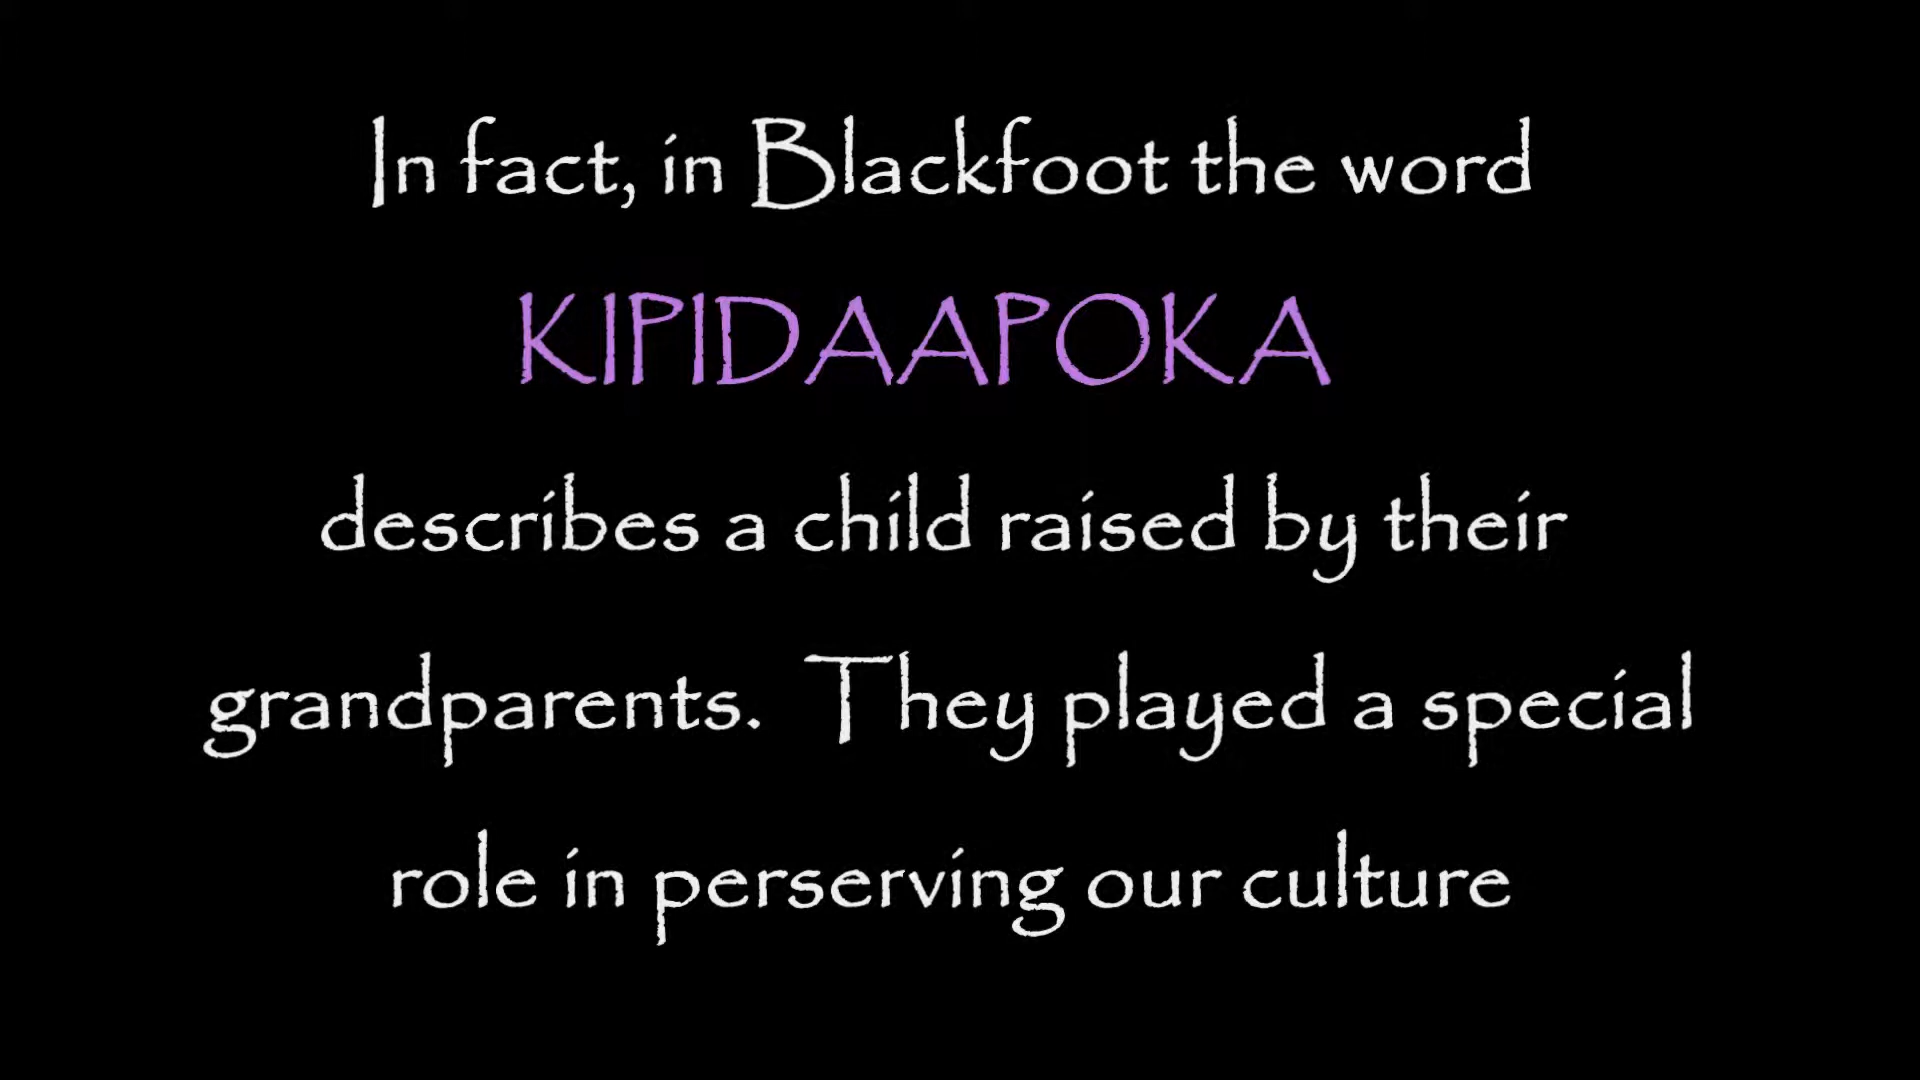 In fact, in Blackfoot the word
KIPIDAAPOKA
describes a child raised by their
grandparents.  They played a special
role in perserving our culture